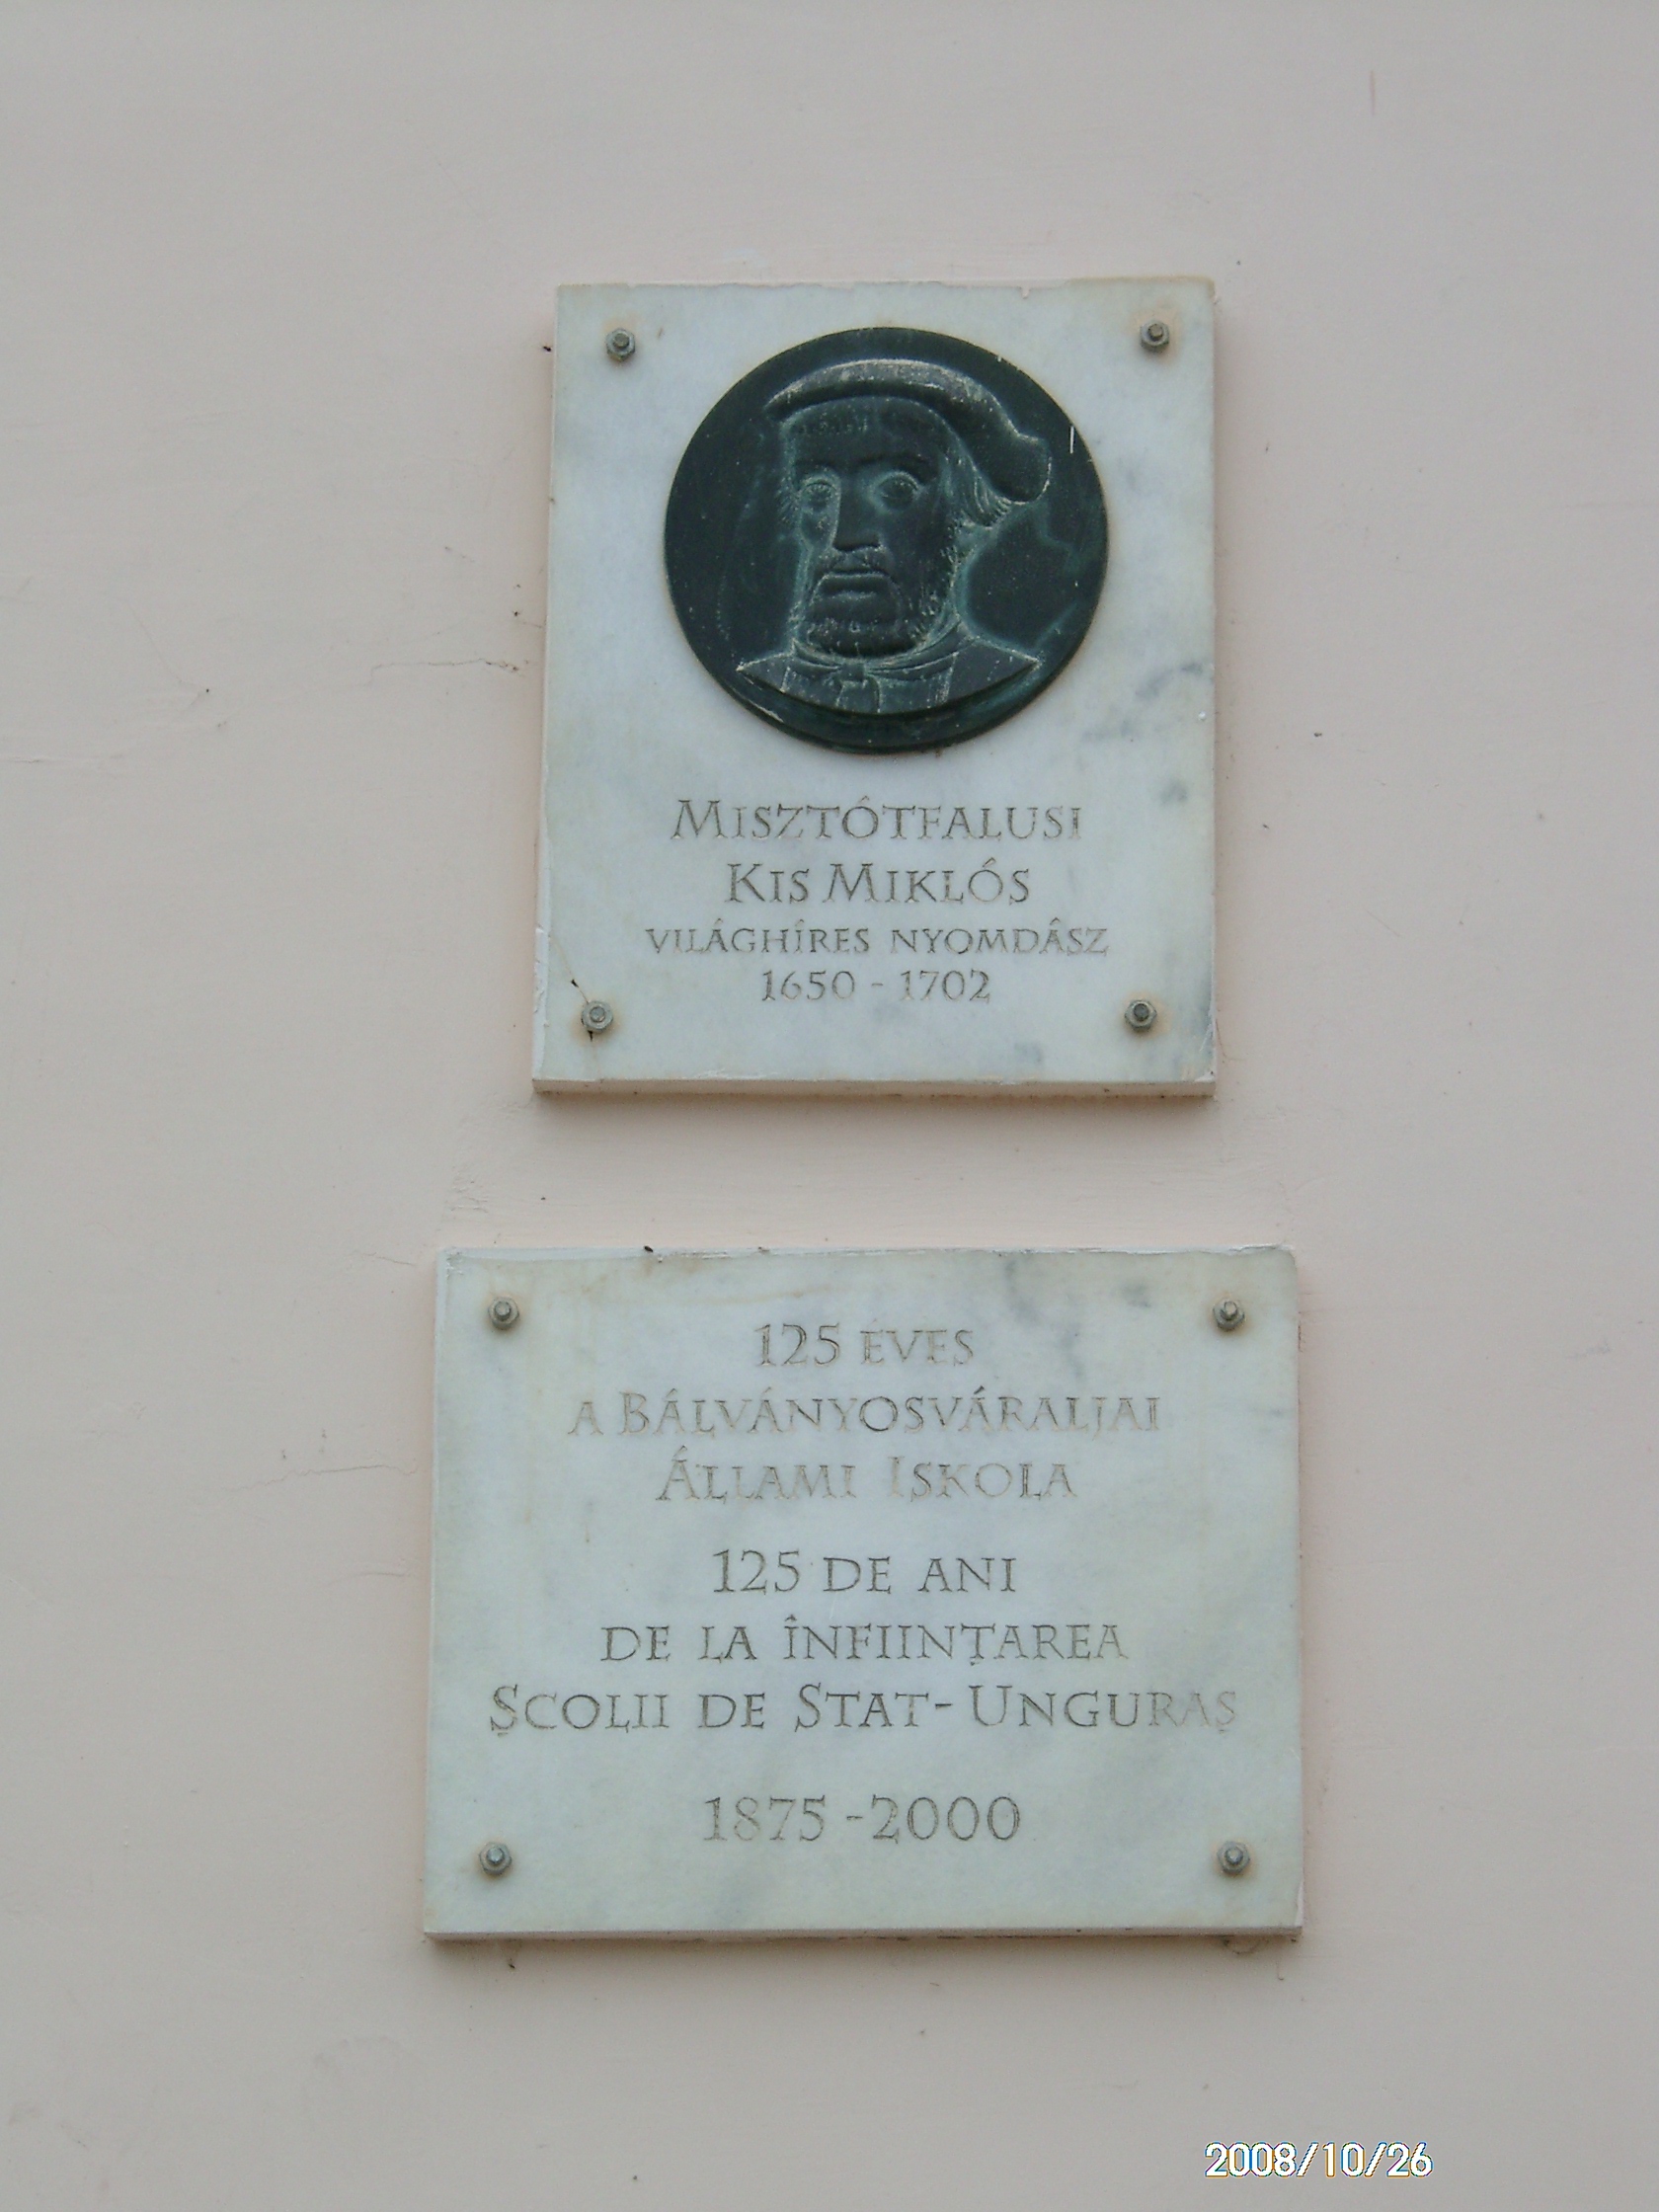 MISZTÓTFALUSI
KIS MIKLÓS
VILÁGHÍRES NYOMDÁSZ
1650 - 1702
125 ÉVES
A BÁLVÁNYOSVÁRALJAI
ÁLLAMI ISKOLA
125 DE ANI
DE LA ÎNFIINȚAREA
ȘCOLII DE STAT - UNGURAȘ
1875 - 2000
2008/10/26